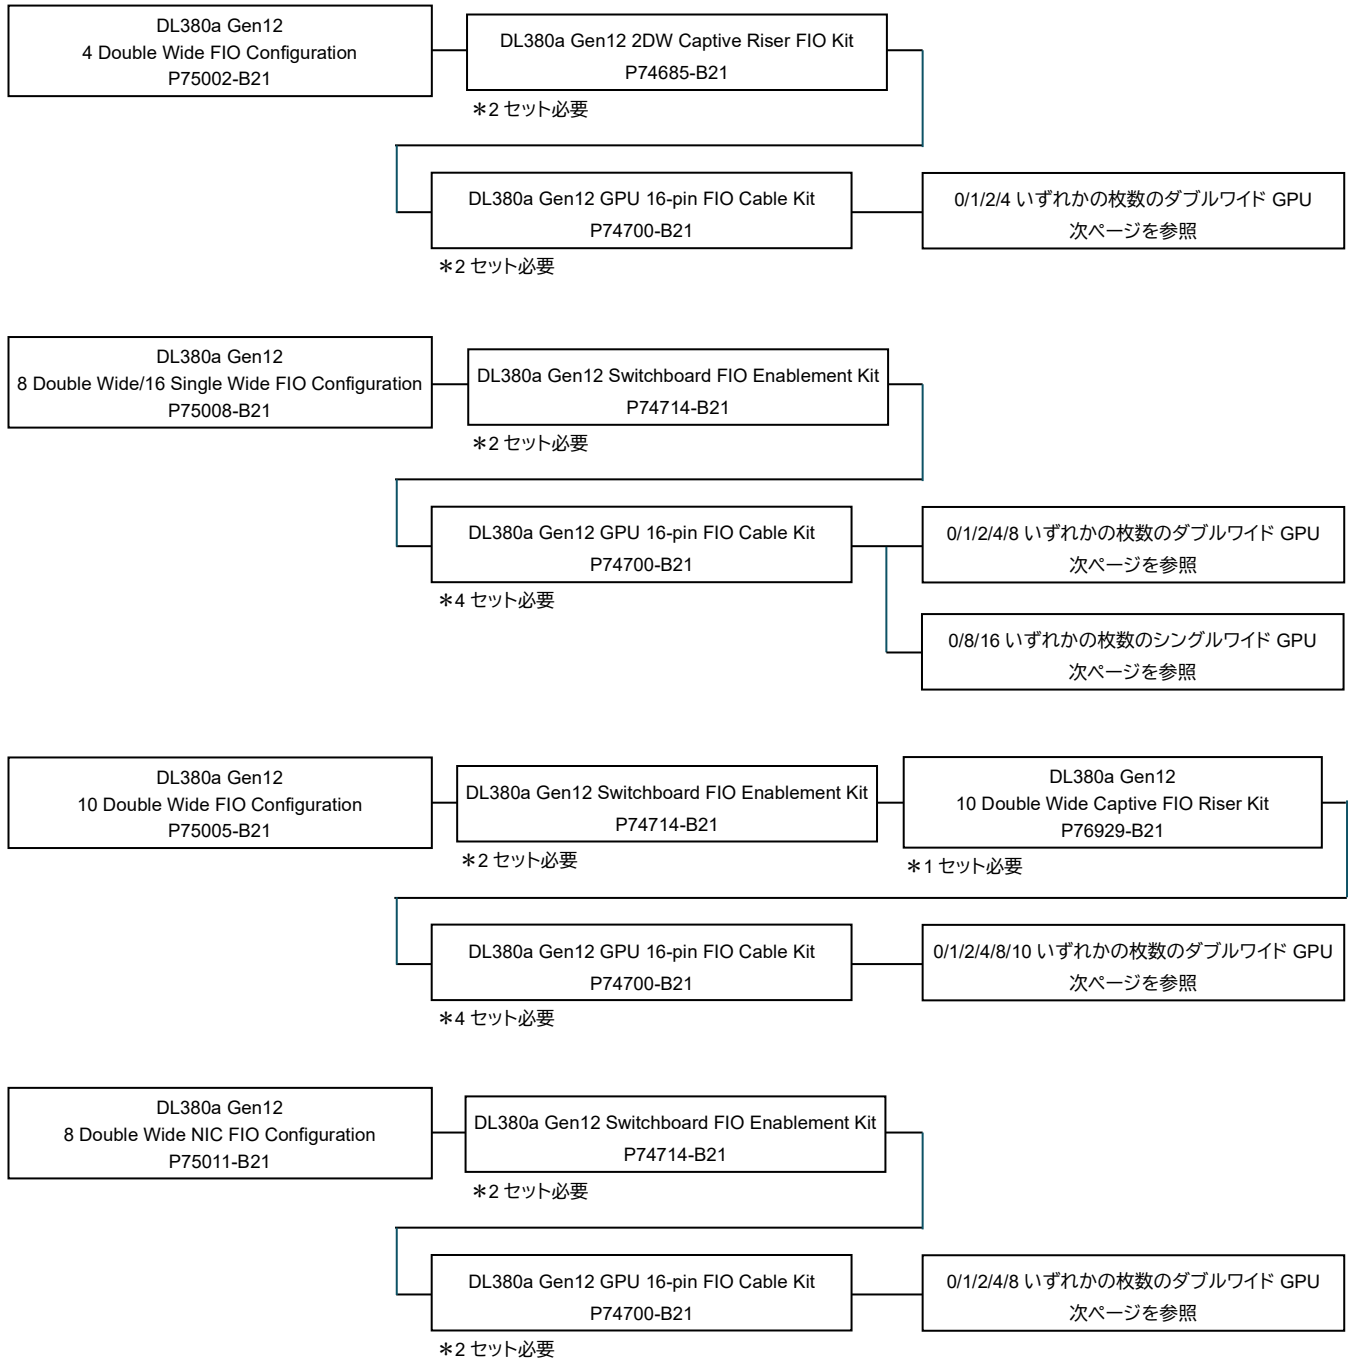 DL380a Gen12
4 Double Wide FIO Configuration
P75002-B21
DL380a Gen12 2DW Captive Riser FIO Kit
P74685-B21
＊2 セット必要
DL380a Gen12 GPU 16-pin FIO Cable Kit
P74700-B21
＊2 セット必要
0/1/2/4 いずれかの枚数のダブルワイド GPU
次ページを参照
DL380a Gen12
8 Double Wide/16 Single Wide FIO Configuration
P75008-B21
DL380a Gen12 Switchboard FIO Enablement Kit
P74714-B21
＊2 セット必要
DL380a Gen12 GPU 16-pin FIO Cable Kit
P74700-B21
＊4 セット必要
0/1/2/4/8 いずれかの枚数のダブルワイド GPU
次ページを参照
0/8/16 いずれかの枚数のシングルワイド GPU
次ページを参照
DL380a Gen12
10 Double Wide FIO Configuration
P75005-B21
DL380a Gen12 Switchboard FIO Enablement Kit
P74714-B21
＊2 セット必要
DL380a Gen12
10 Double Wide Captive FIO Riser Kit
P76929-B21
＊1 セット必要
DL380a Gen12 GPU 16-pin FIO Cable Kit
P74700-B21
＊4 セット必要
0/1/2/4/8/10 いずれかの枚数のダブルワイド GPU
次ページを参照
DL380a Gen12
8 Double Wide NIC FIO Configuration
P75011-B21
DL380a Gen12 Switchboard FIO Enablement Kit
P74714-B21
＊2 セット必要
DL380a Gen12 GPU 16-pin FIO Cable Kit
P74700-B21
＊2 セット必要
0/1/2/4/8 いずれかの枚数のダブルワイド GPU
次ページを参照